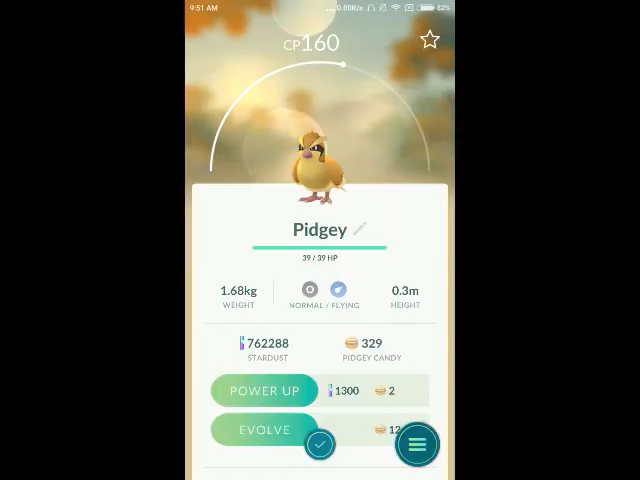 9:51 AM ... 0.00K/s 82%
CP160
Pidgey
39 / 39 HP
1.68kg 0.3m
WEIGHT NORMAL / FLYING HEIGHT
762288 329
STARDUST PIDGEY CANDY
POWER UP 1300 2
EVOLVE 12